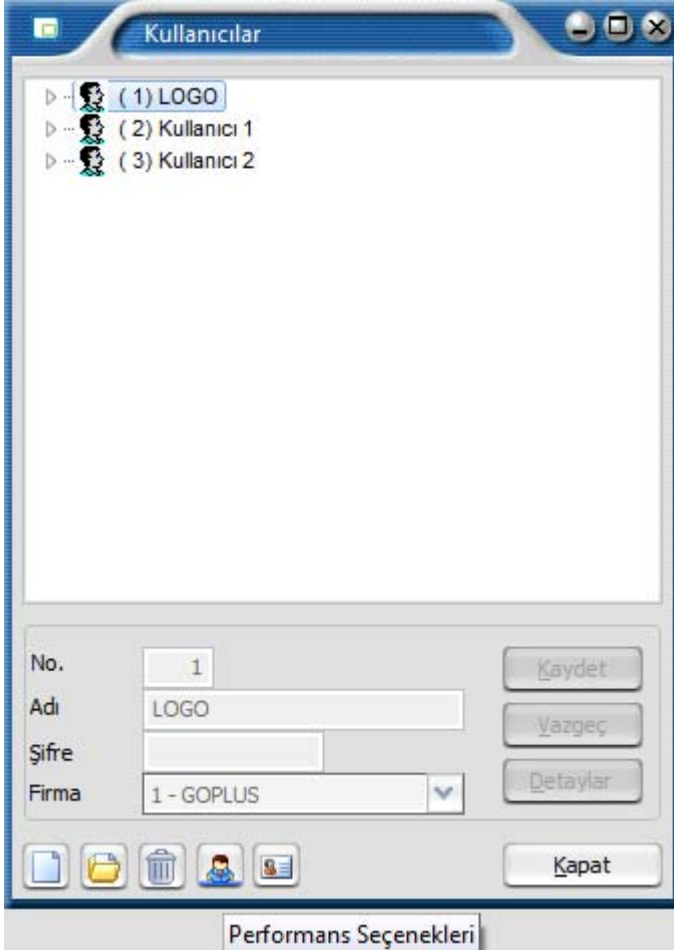 Kullanıcılar
( 1) LOGO
( 2) Kullanıcı 1
( 3) Kullanıcı 2
No. 1 Kaydet
Adı LOGO
Vazgeç
Şifre
Detaylar
Firma 1 - GOPLUS
Kapat
Performans Seçenekleri